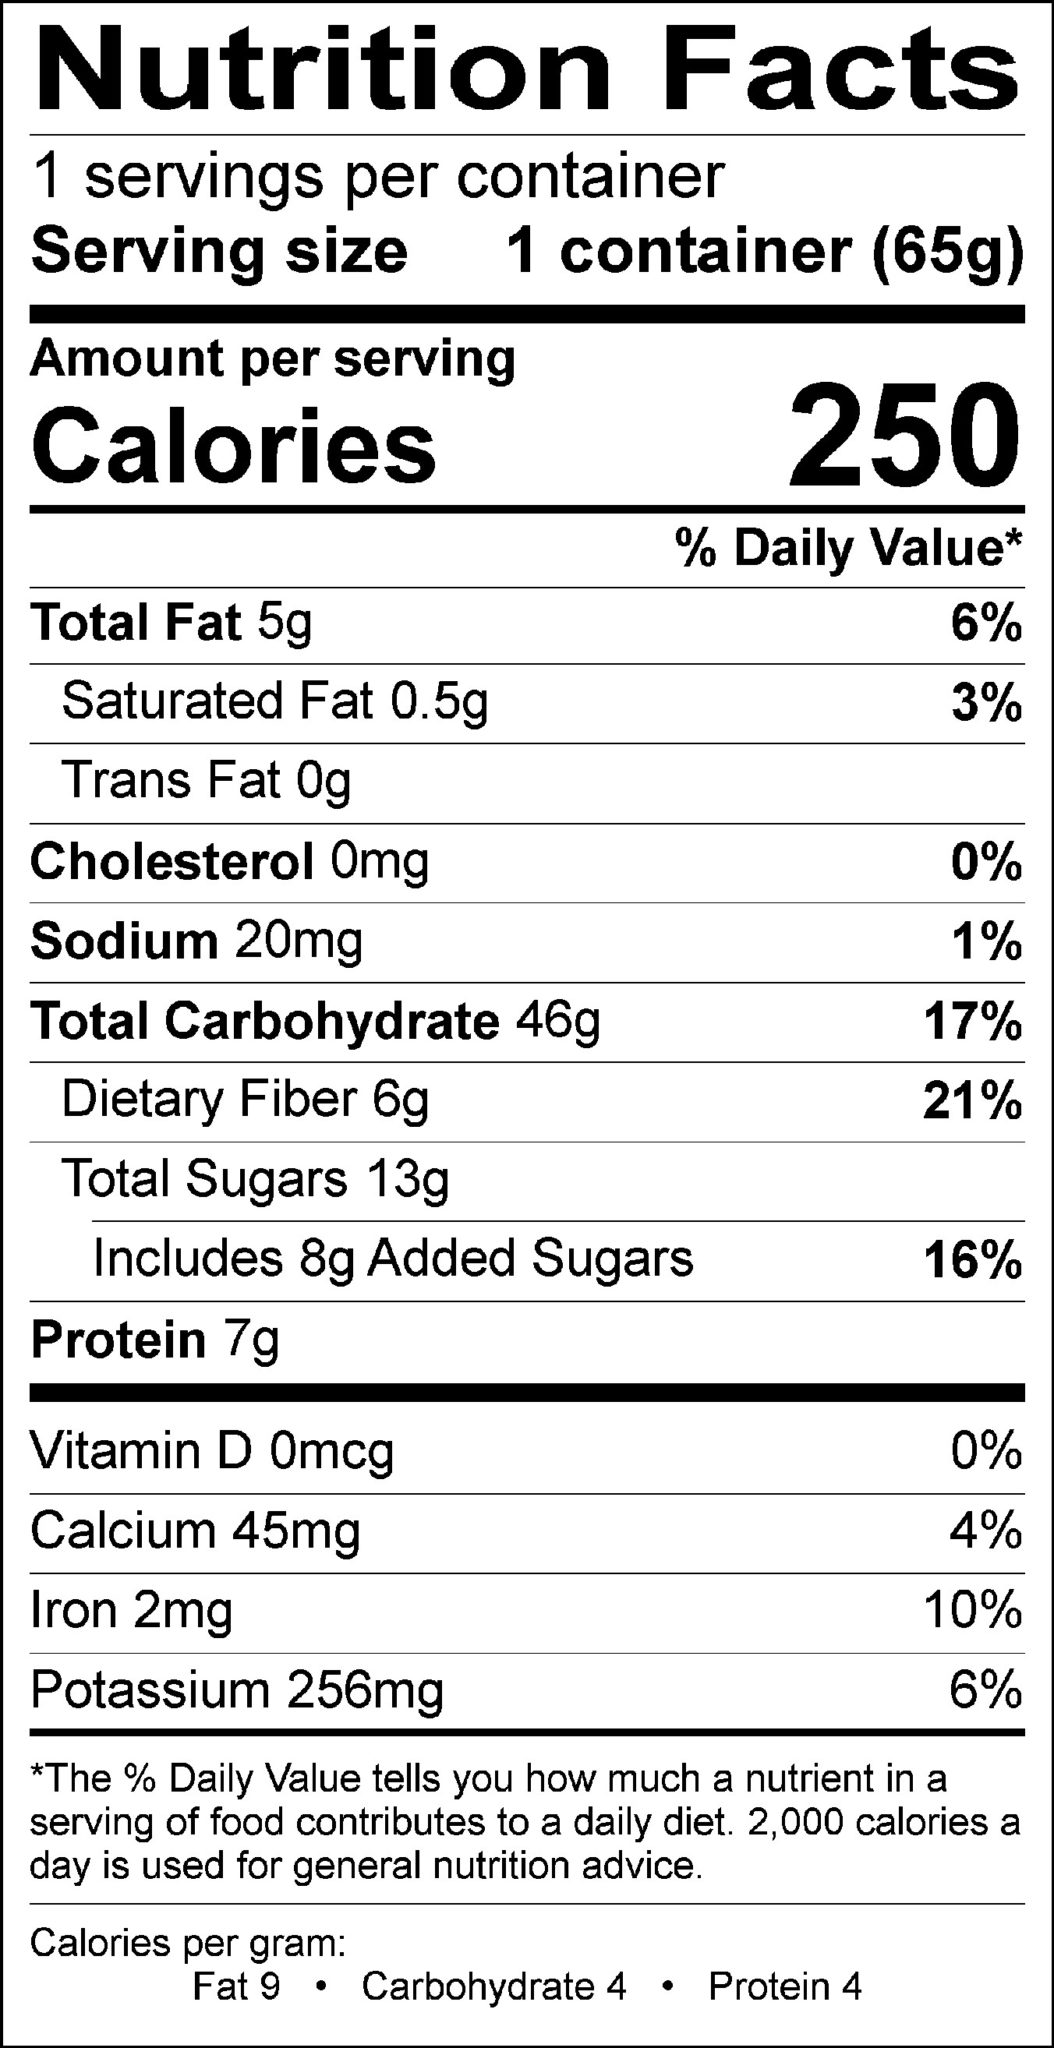 Nutrition Facts
1 servings per container
Serving size 1 container (65g)
Amount per serving
Calories 250
% Daily Value*
Total Fat 5g 6%
Saturated Fat 0.5g 3%
Trans Fat 0g
Cholesterol 0mg 0%
Sodium 20mg 1%
Total Carbohydrate 46g 17%
Dietary Fiber 6g 21%
Total Sugars 13g
Includes 8g Added Sugars 16%
Protein 7g
Vitamin D 0mcg 0%
Calcium 45mg 4%
Iron 2mg 10%
Potassium 256mg 6%
*The % Daily Value tells you how much a nutrient in a
serving of food contributes to a daily diet. 2,000 calories a
day is used for general nutrition advice.
Calories per gram:
Fat 9 • Carbohydrate 4 • Protein 4